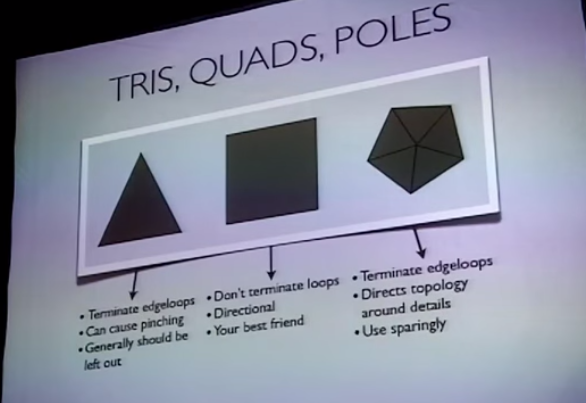 TRIS, QUADS, POLES
• Terminate edgeloops
• Can cause pinching
• Generally should be
left out
• Don't terminate loops
• Directional
• Your best friend
• Terminate edgeloops
• Directs topology
around details
• Use sparingly